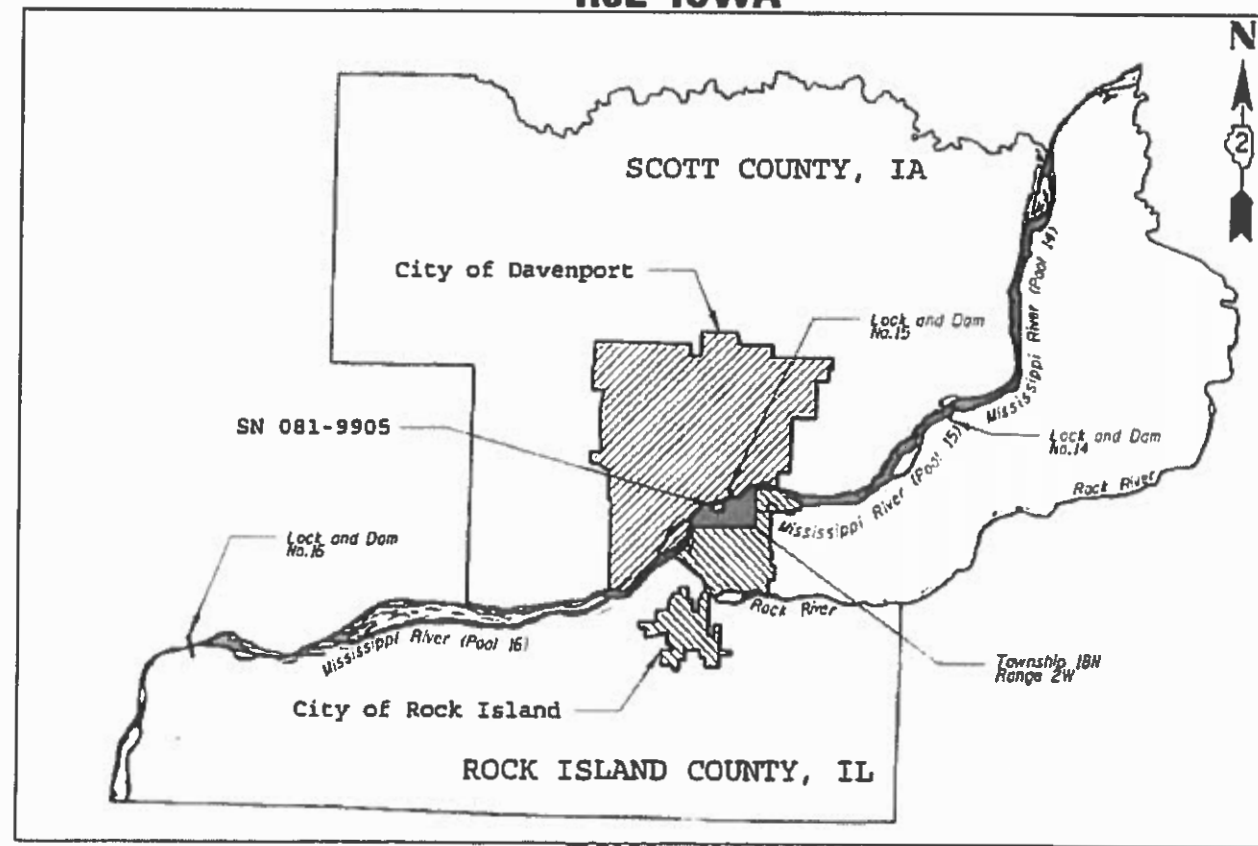 IOWA
N
2
SCOTT COUNTY, IA
City of Davenport
Lock and Dam
No.15
Mississippi River (Pool 14)
SN 081-9905
Lock and Dam
No.14
Mississippi River (Pool 15)
Rock River
Lock and Dam
No.16
Rock River
Mississippi River (Pool 16)
Township 18N
Range 2W
City of Rock Island
ROCK ISLAND COUNTY, IL